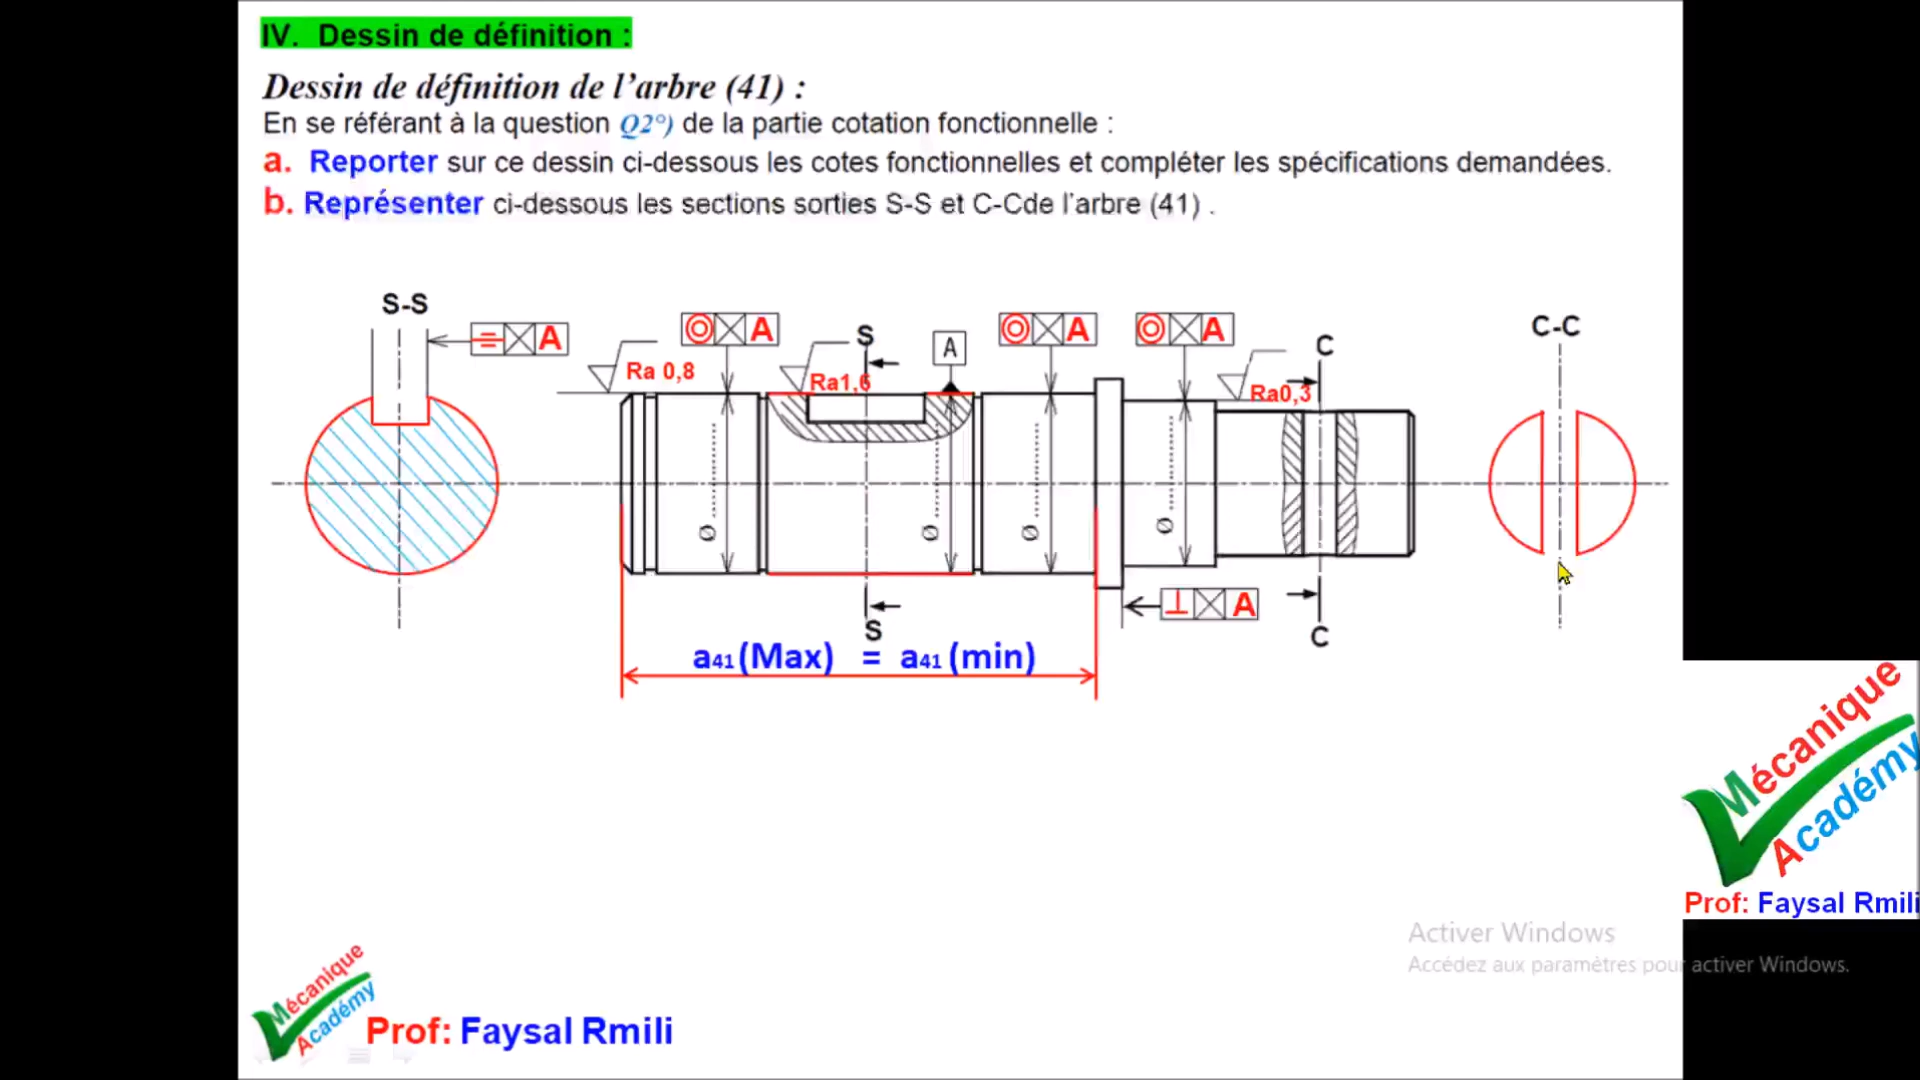 IV. Dessin de définition :
Dessin de définition de l’arbre (41) :
En se référant à la question Q2°) de la partie cotation fonctionnelle :
a. Reporter sur ce dessin ci-dessous les cotes fonctionnelles et compléter les spécifications demandées.
b. Représenter ci-dessous les sections sorties S-S et C-Cde l’arbre (41) .
S-S
A
Ra 0,8
A
Ra1,6
S
A
A
A
Ra0,3
C
C-C
Ø
Ø
Ø
Ø
A
S
C
a41 (Max) = a41 (min)
Mécanique
Académy
Prof: Faysal Rmili
Activer Windows
Accédez aux paramètres pour activer Windows.
Mécanique
Académy
Prof: Faysal Rmili